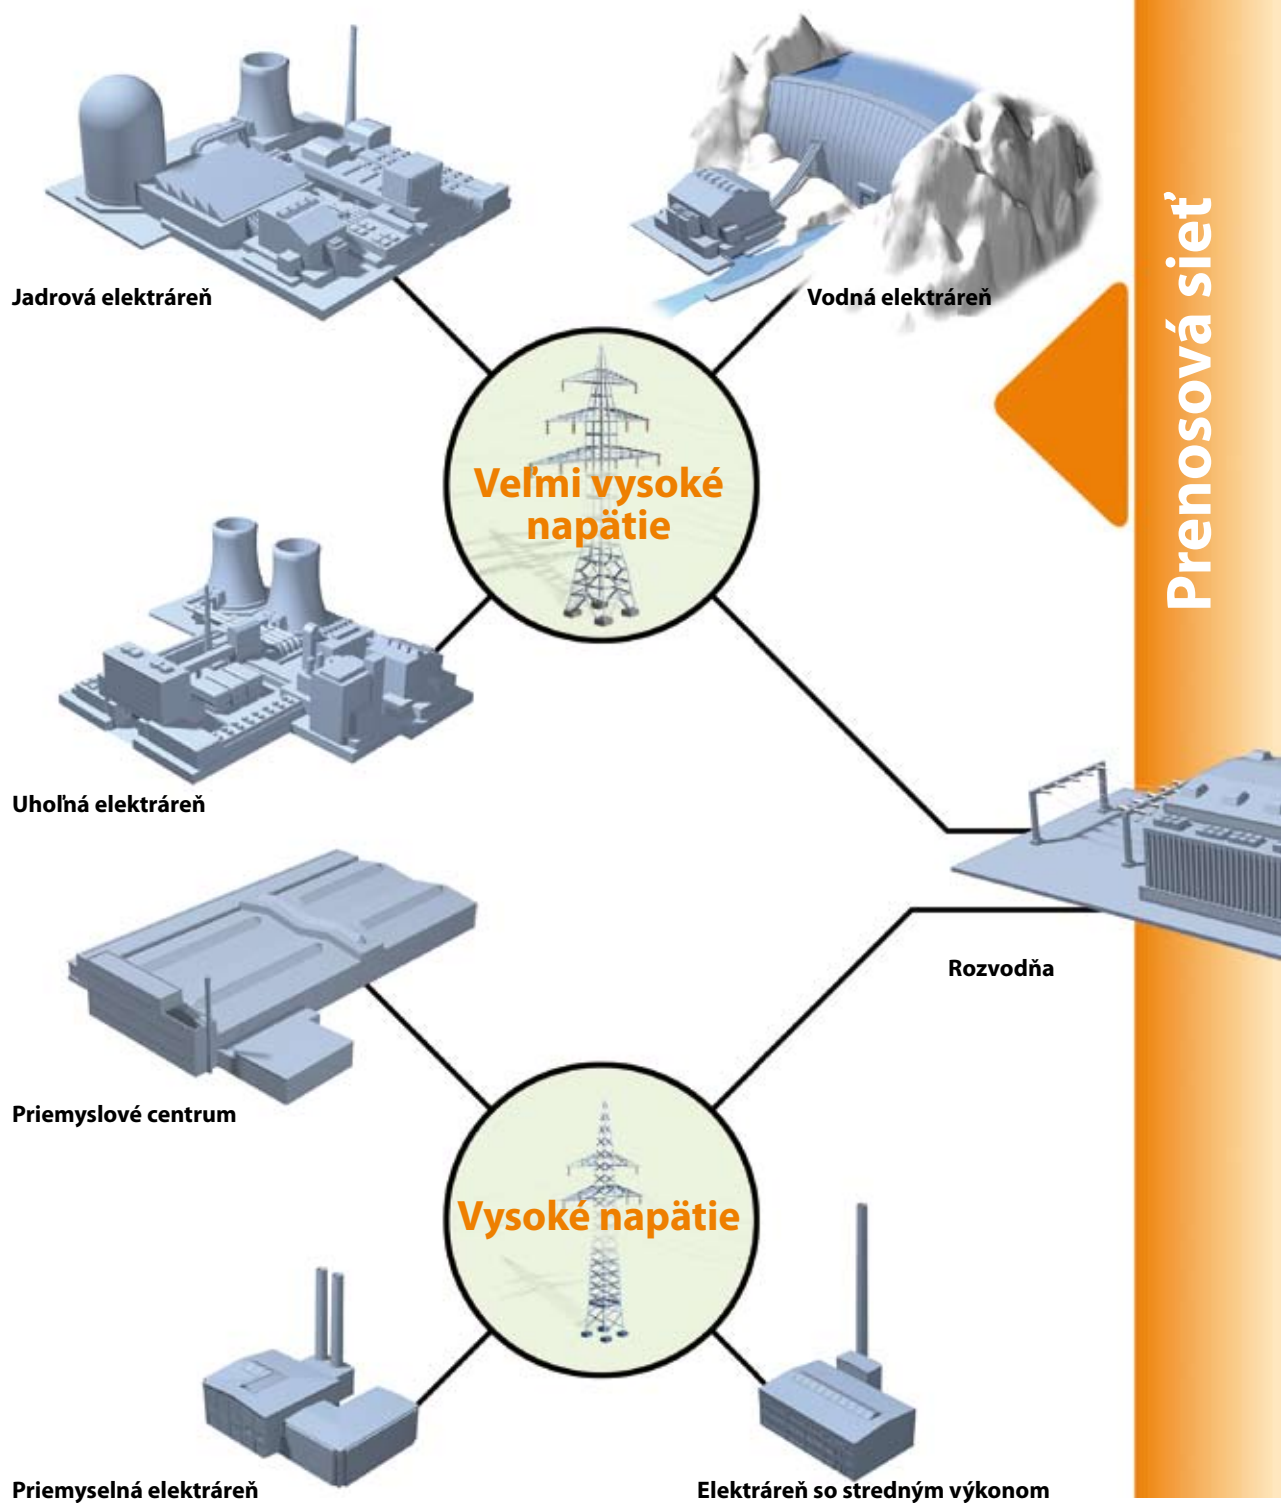 Jadrová elektráreň
Vodná elektráreň
Prenosová sieť
Veľmi vysoké
napätie
Uhoľná elektráreň
Rozvodňa
Priemyslové centrum
Vysoké napätie
Priemyselná elektráreň
Elektráreň so stredným výkonom